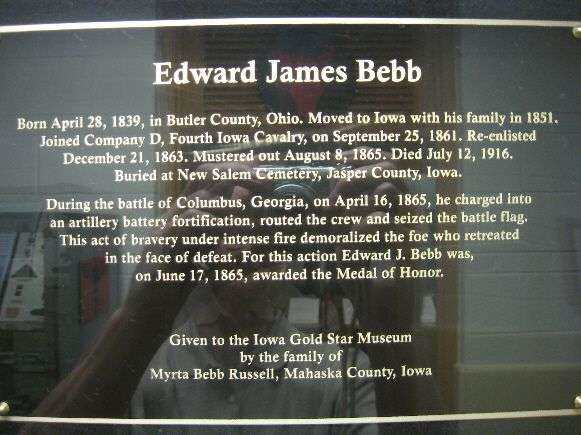 Edward James Bebb
Born April 28, 1839, in Butler County, Ohio. Moved to Iowa with his family in 1851.
Joined Company D, Fourth Iowa Cavalry, on September 25, 1861. Re-enlisted
December 21, 1863. Mustered out August 8, 1865. Died July 12, 1916.
Buried at New Salem Cemetery, Jasper County, Iowa.
During the battle of Columbus, Georgia, on April 16, 1865, he charged into
an artillery battery fortification, routed the crew and seized the battle flag.
This act of bravery under intense fire demoralized the foe who retreated
in the face of defeat. For this action Edward J. Bebb was,
on June 17, 1865, awarded the Medal of Honor.
Given to the Iowa Gold Star Museum
by the family of
Myrta Bebb Russell, Mahaska County, Iowa